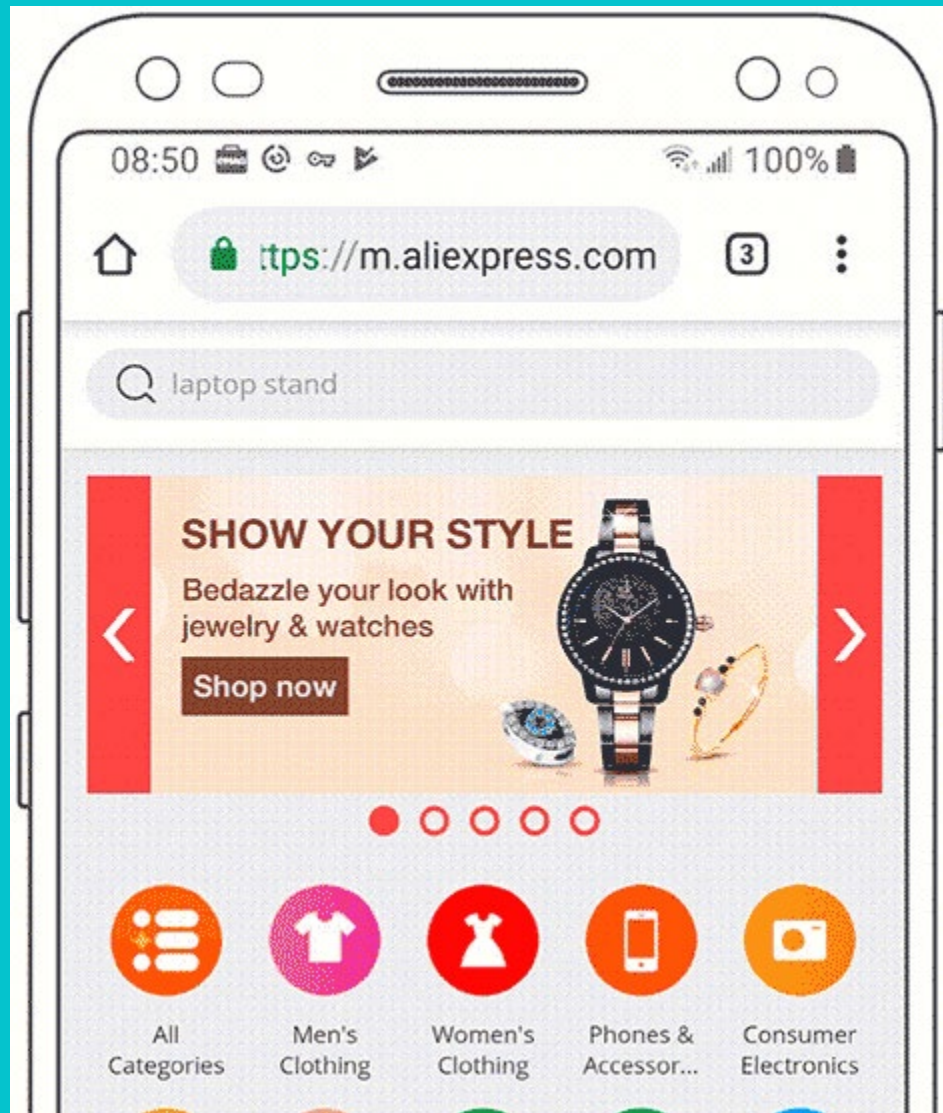 08:50
100%
ttps://m.aliexpress.com
3
laptop stand
SHOW YOUR STYLE
Bedazzle your look with
jewelry & watches
Shop now
All
Categories
Men's
Clothing
Women's
Clothing
Phones &
Accessor...
Consumer
Electronics